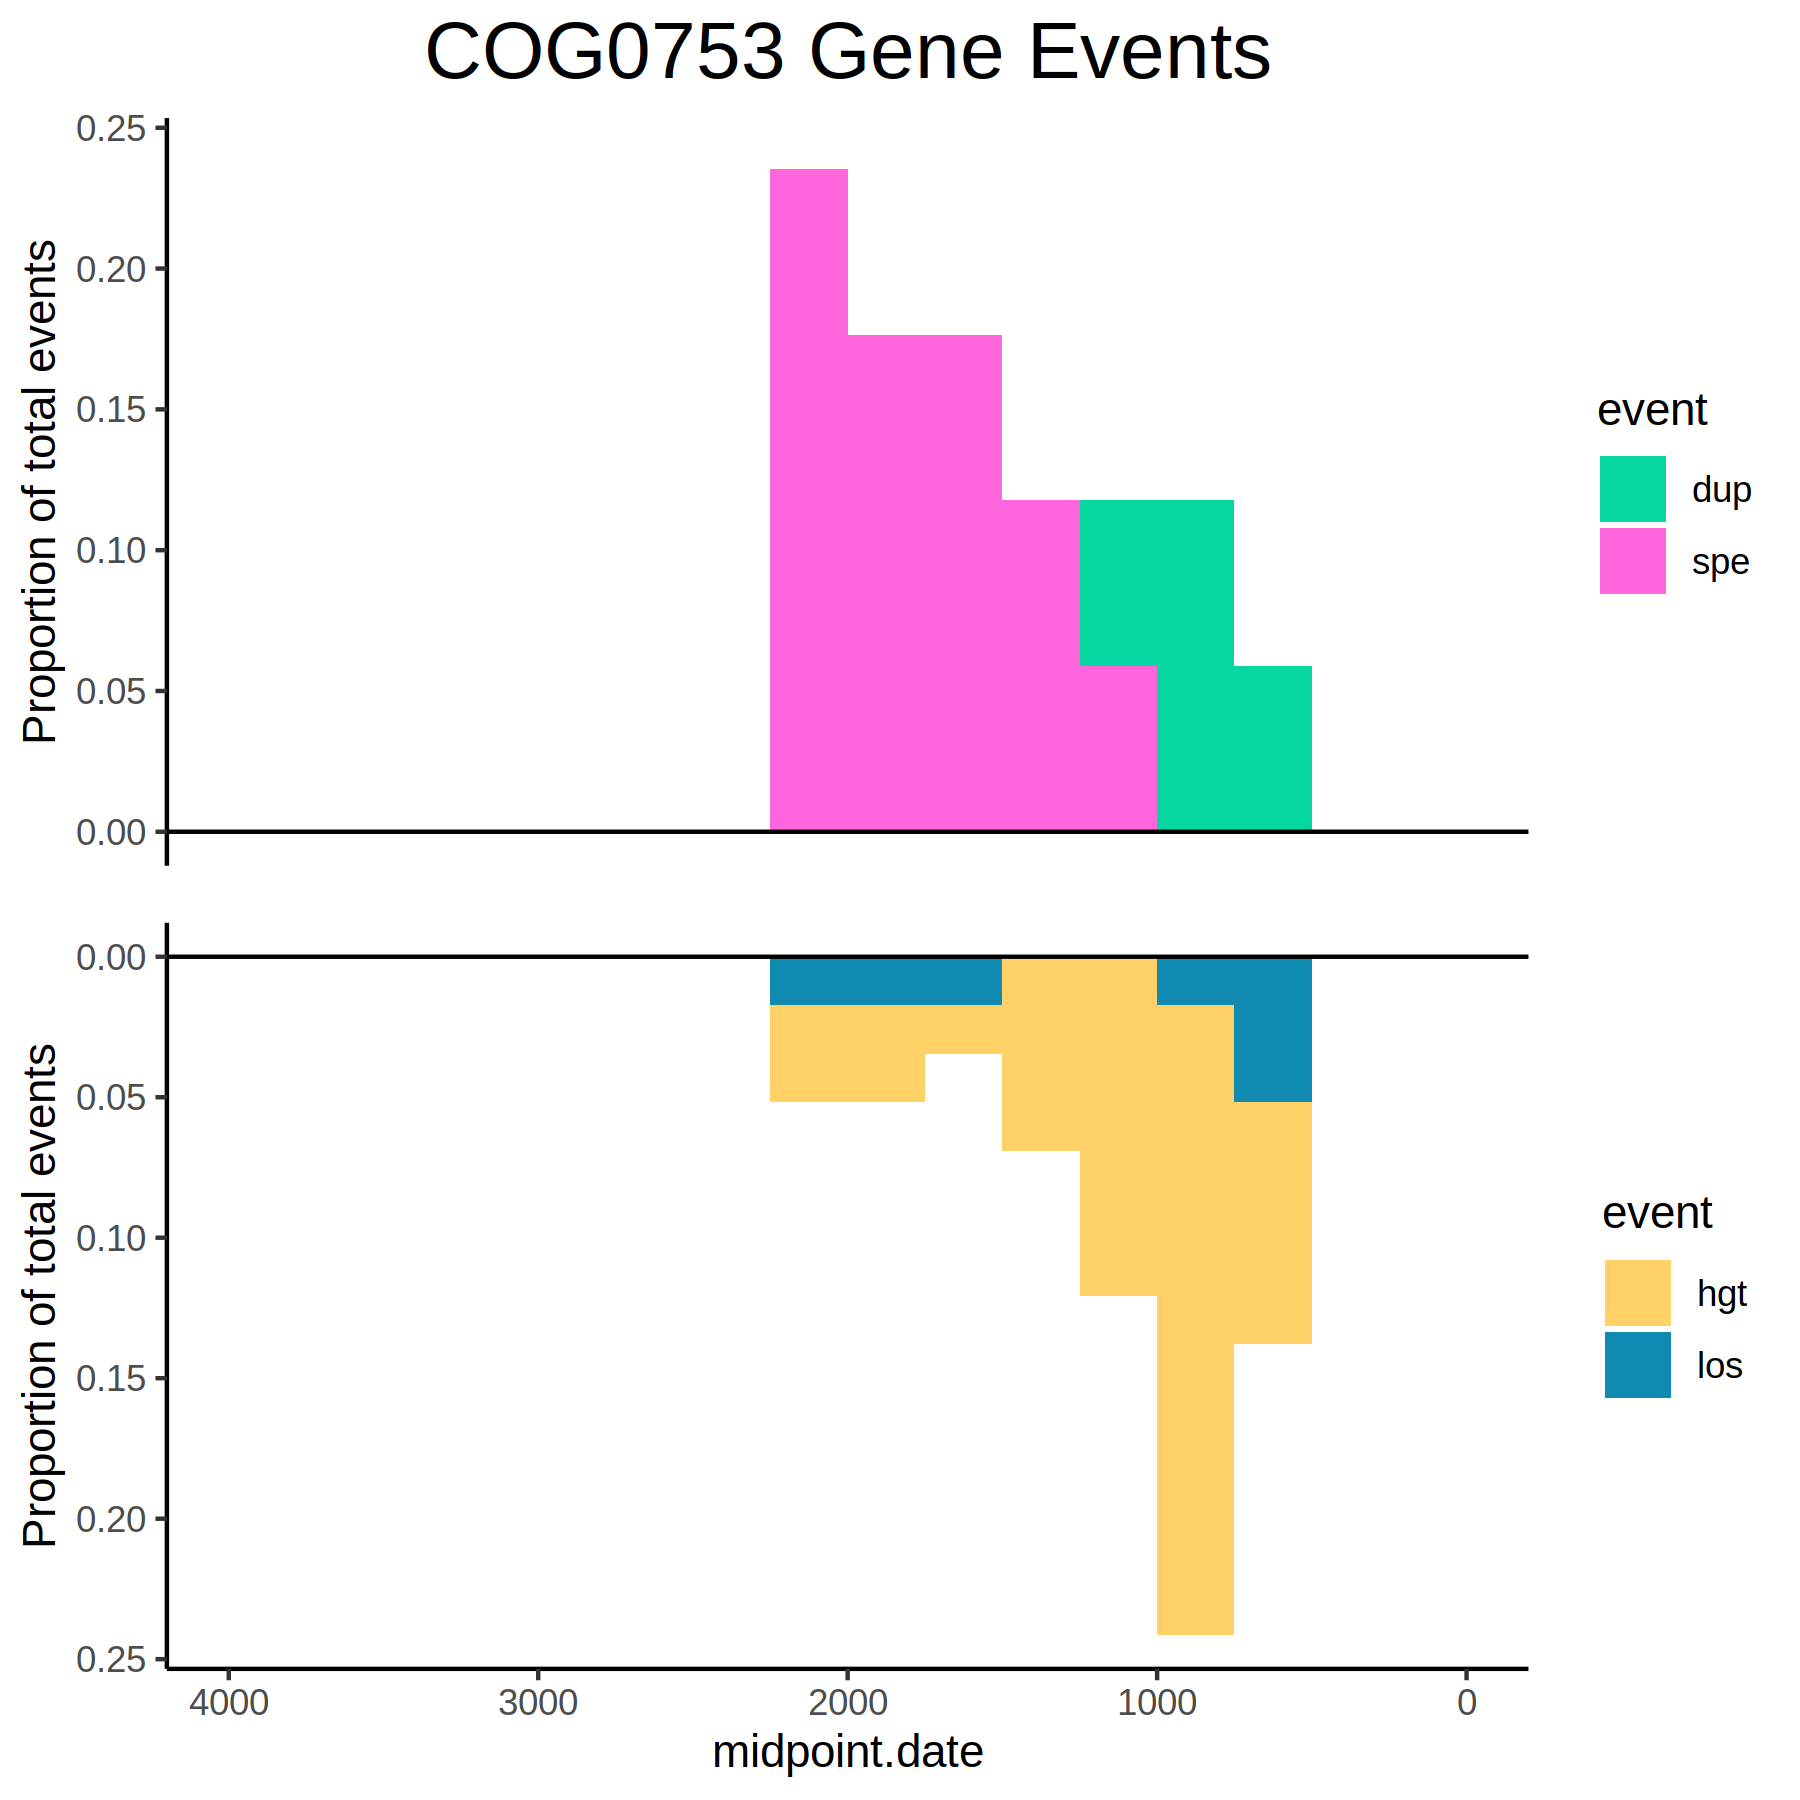 COG0753 Gene Events
Proportion of total events
0.25
0.20
0.15
0.10
0.05
0.00
event
dup
spe
Proportion of total events
0.00
0.05
0.10
0.15
0.20
0.25
event
hgt
los
4000 3000 2000 1000 0
midpoint.date